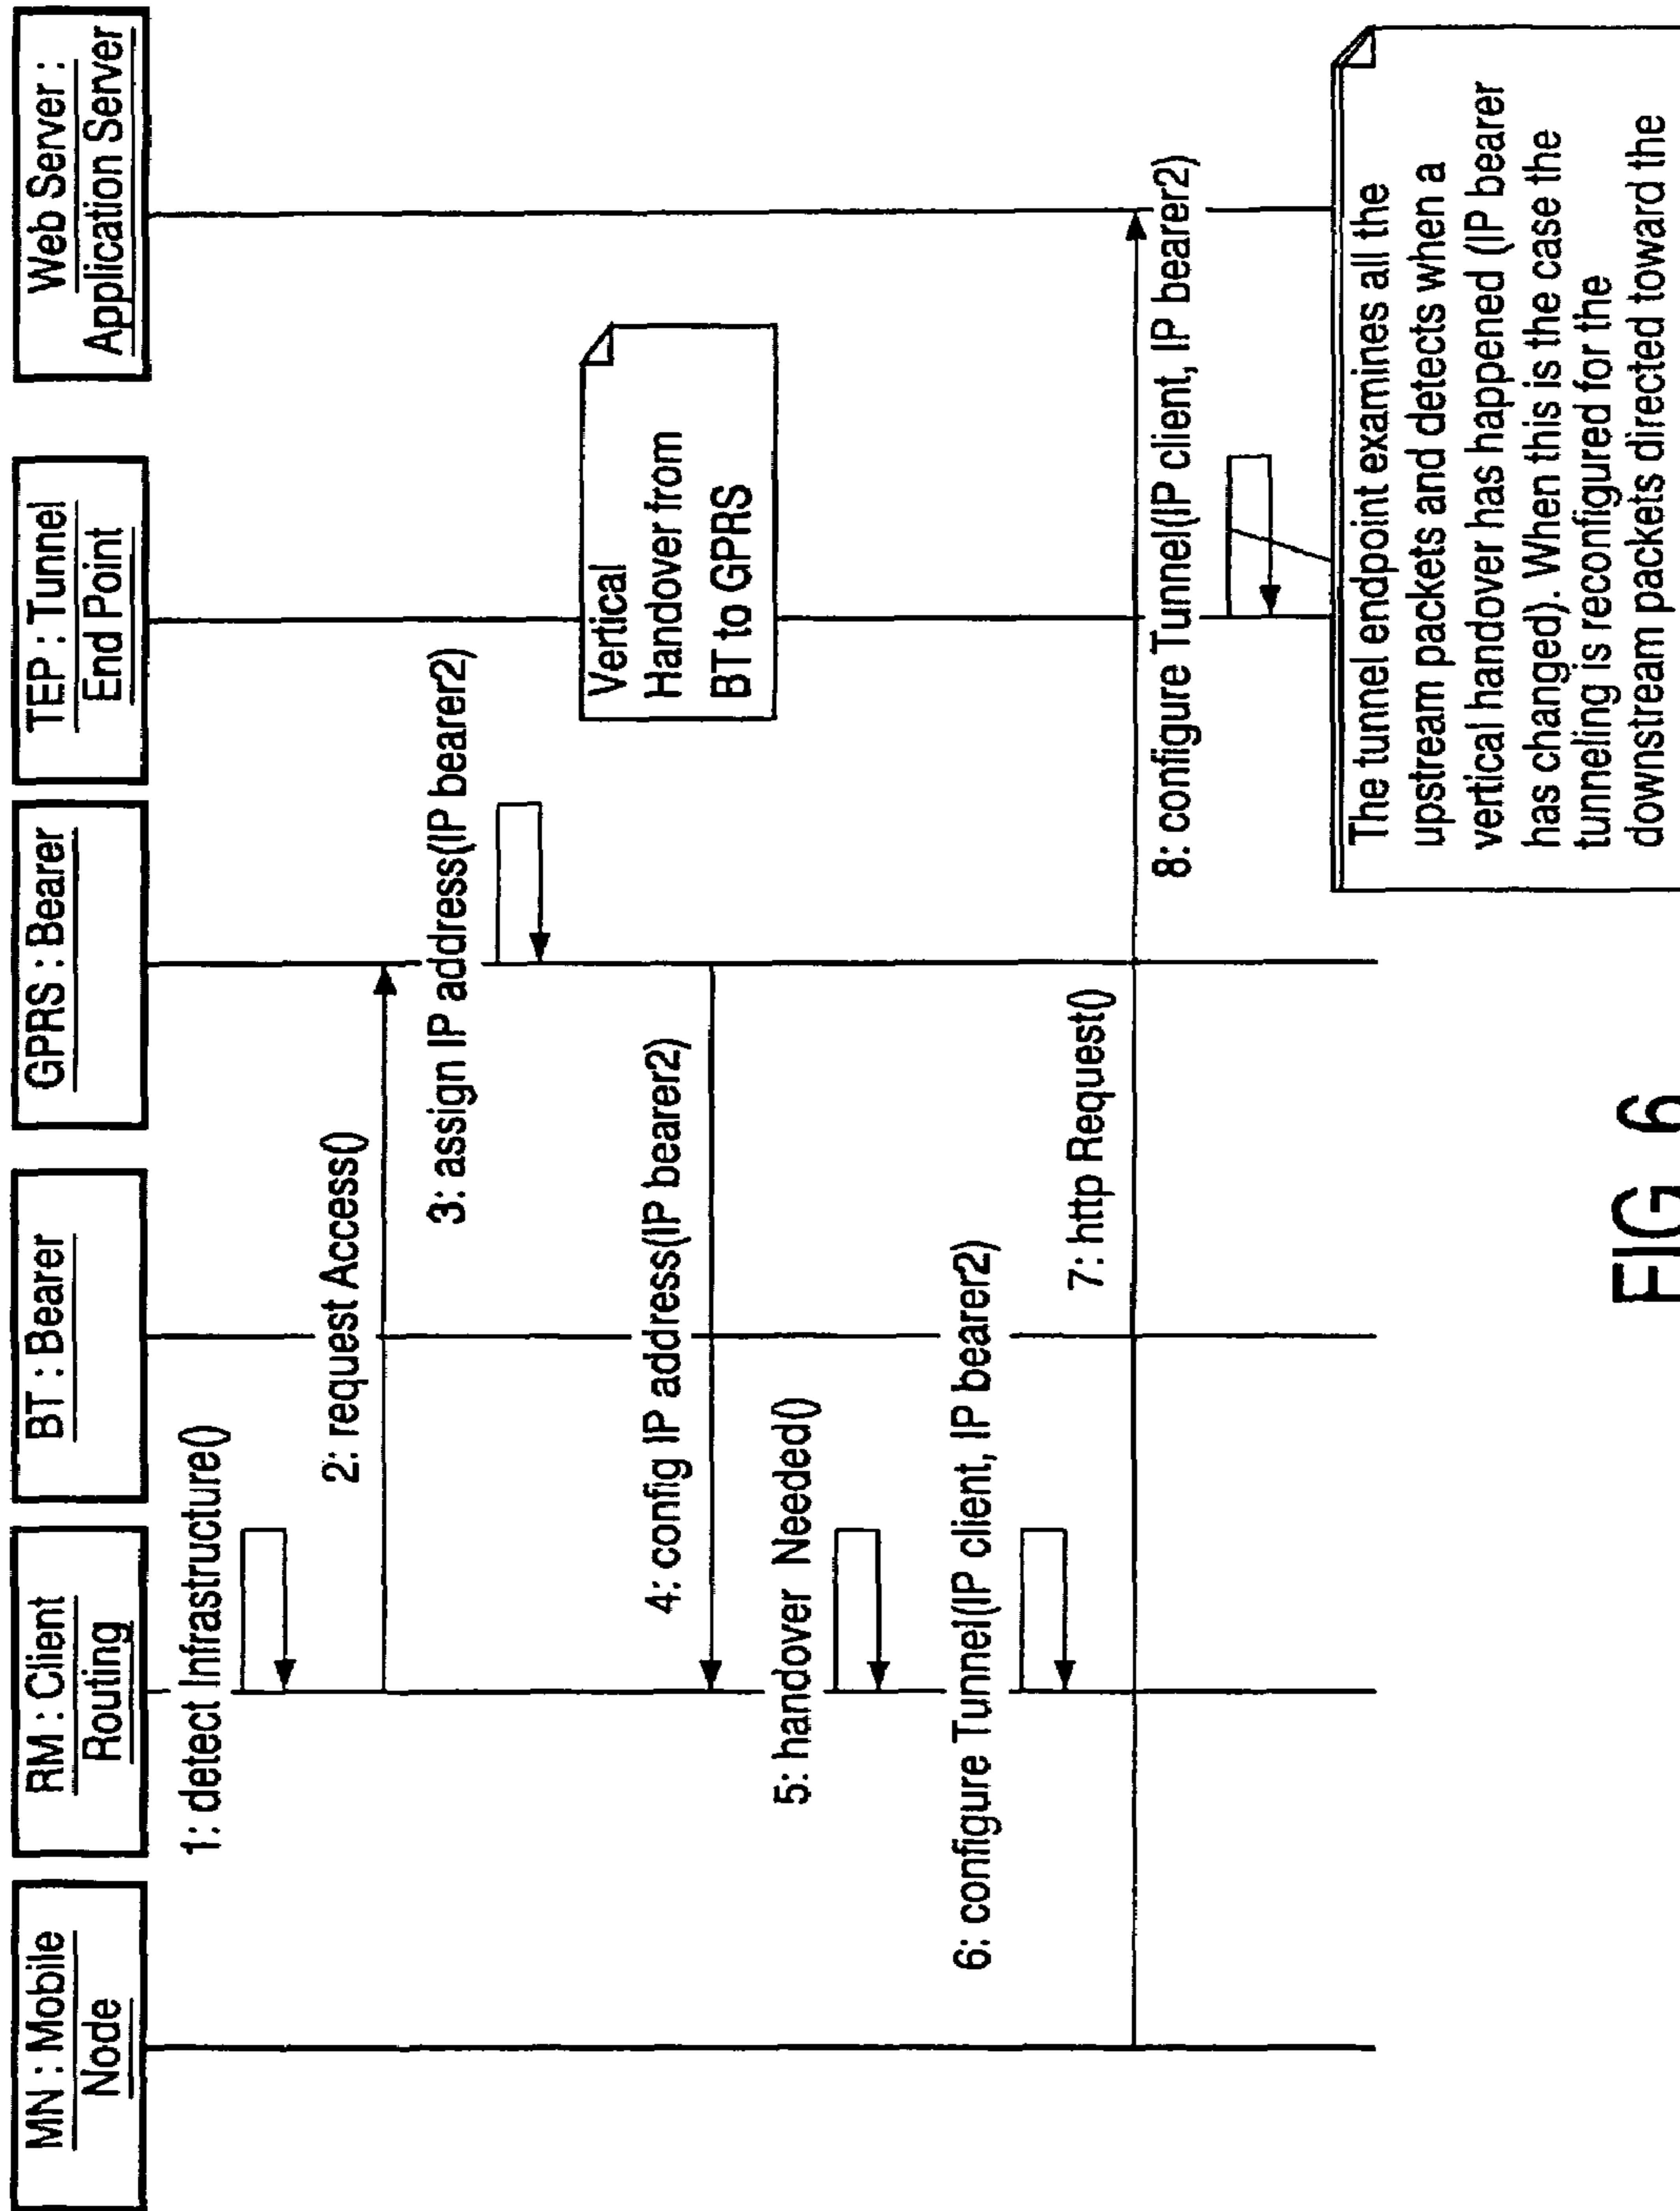 MN : Mobile
Node
RM : Client
Routing
BT : Bearer
GPRS : Bearer
TEP : Tunnel
End Point
Web Server :
Application Server
1: detect Infrastructure()
2: request Access()
3: assign IP address(IP bearer2)
Vertical
Handover from
BT to GPRS
4: config IP address(IP bearer2)
5: handover Needed()
6: configure Tunnel(IP client, IP bearer2)
7: http Request()
8: configure Tunnel(IP client, IP bearer2)
The tunnel endpoint examines all the
upstream packets and detects when a
vertical handover has happened (IP bearer
has changed). When this is the case the
tunneling is reconfigured for the
downstream packets directed toward the
FIG 6